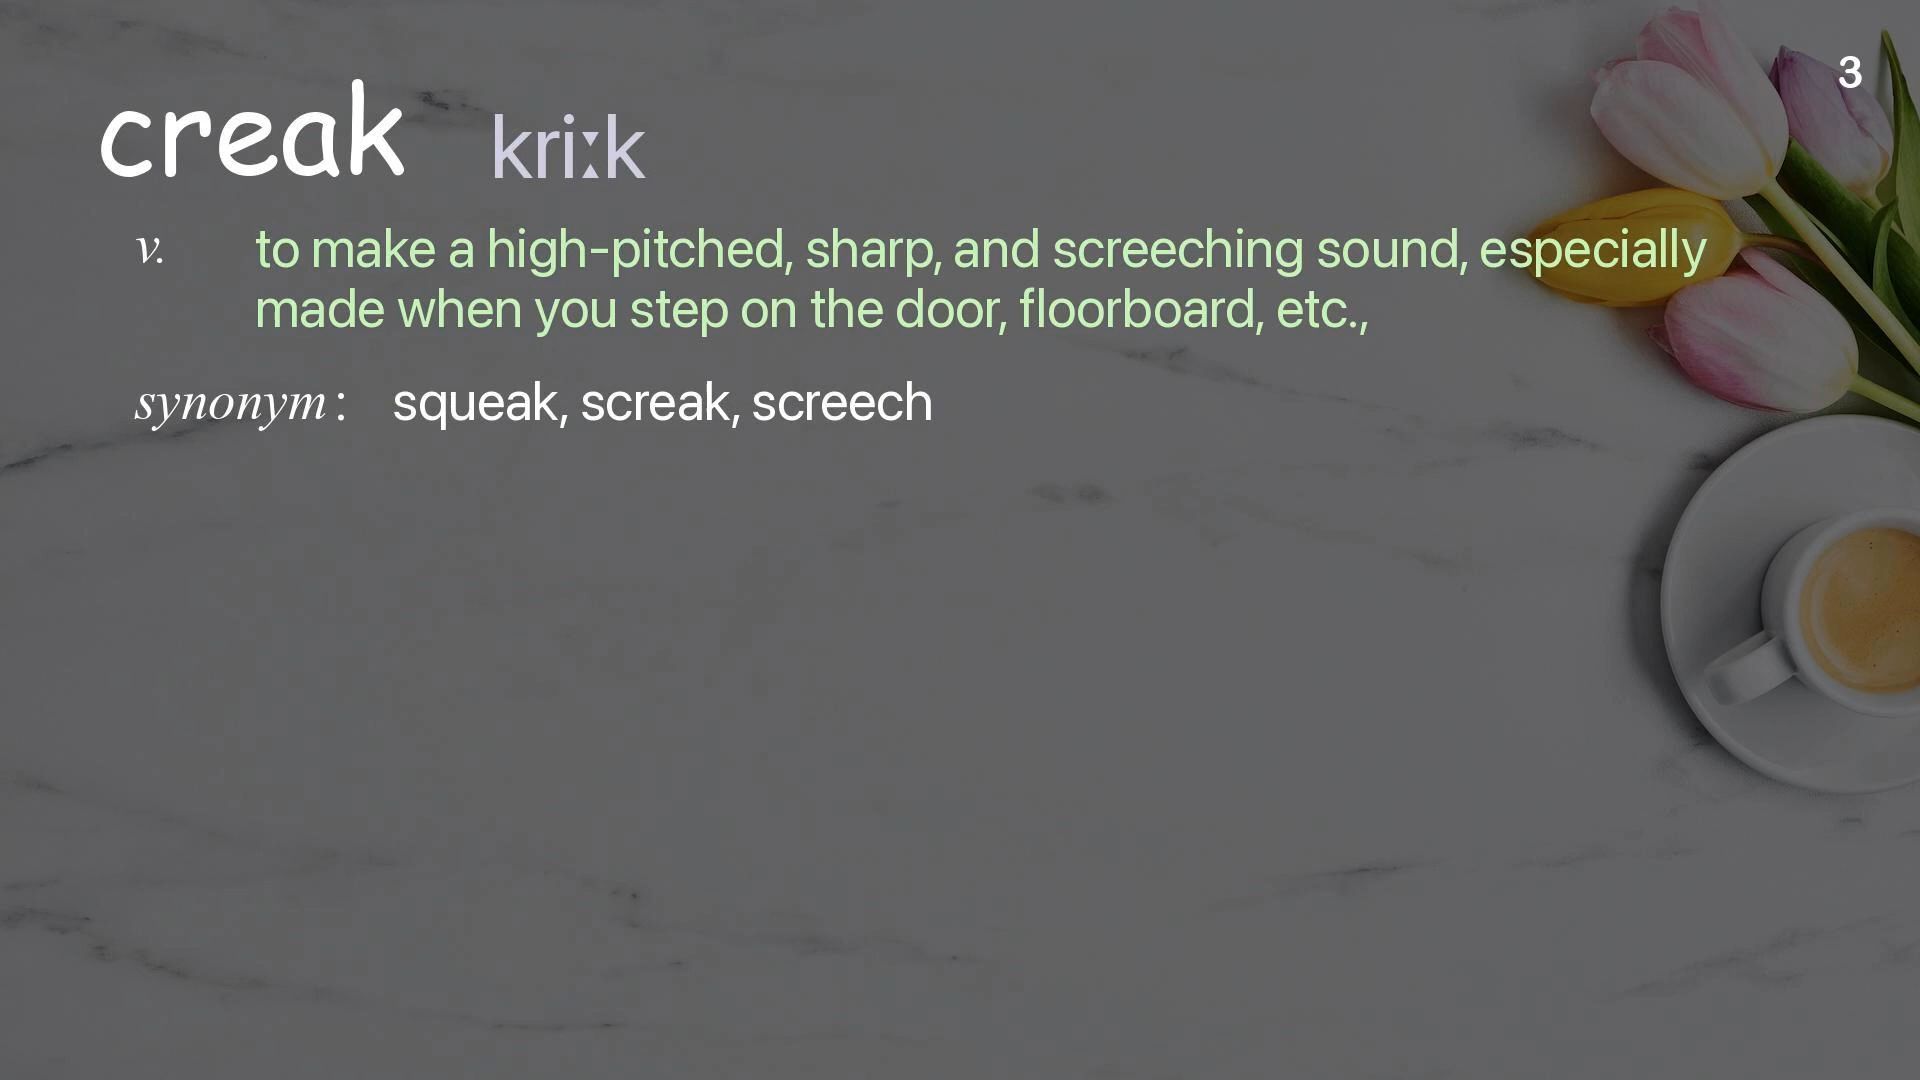 3
creak kriːk
v. to make a high-pitched, sharp, and screeching sound, especially
made when you step on the door, floorboard, etc.,
synonym : squeak, screak, screech